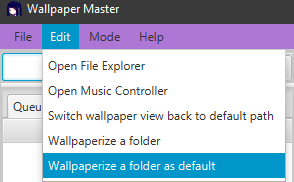 Wallpaper Master
File Edit Mode Help
Open File Explorer
Open Music Controller
Queu
Switch wallpaper view back to default path
Wallpaperize a folder
Wallpaperize a folder as default